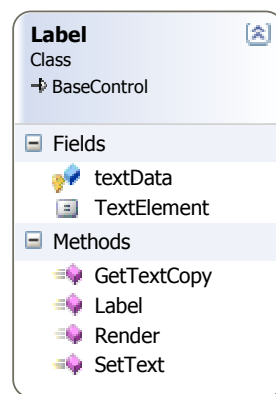 Label
Class
BaseControl
Fields
textData
TextElement
Methods
GetTextCopy
Label
Render
SetText